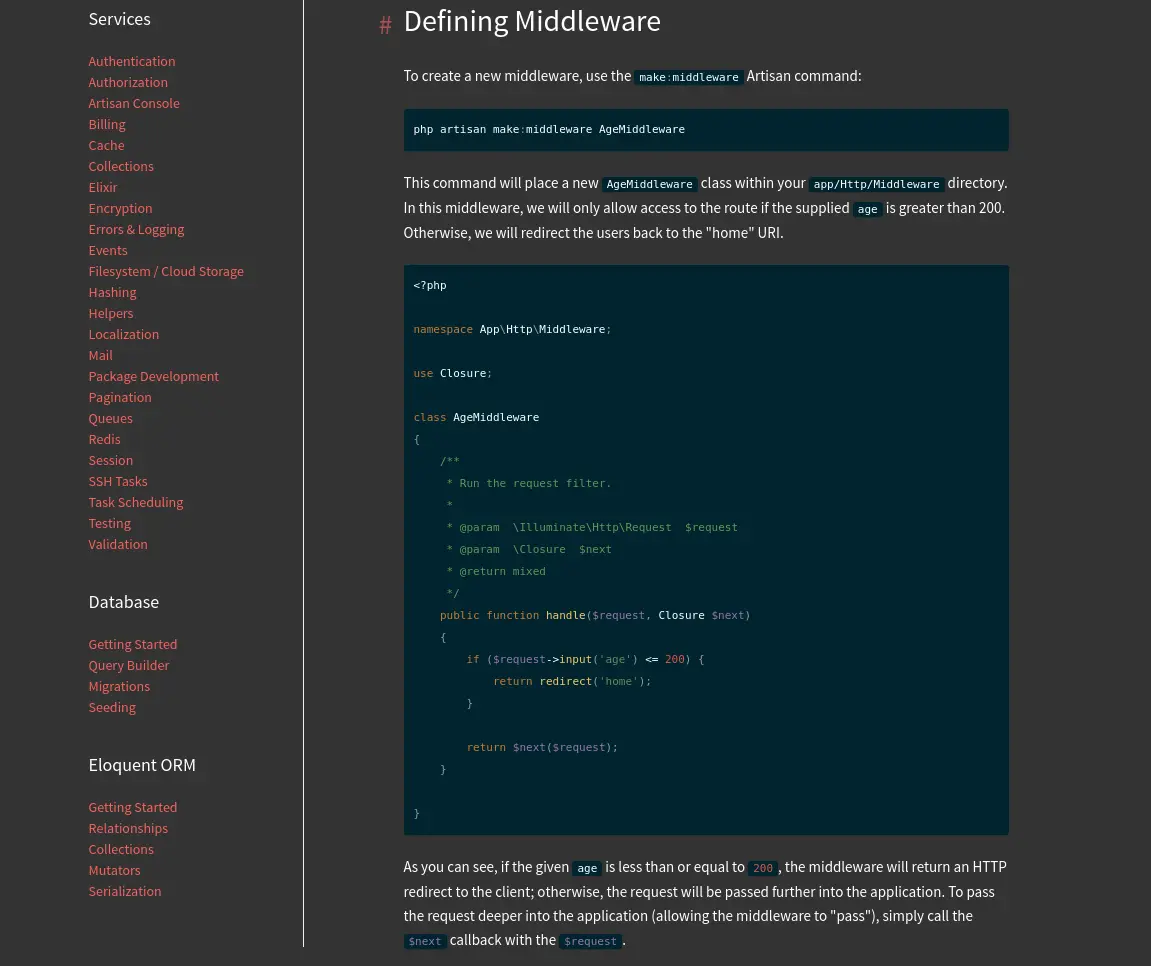 Services
Authentication
Authorization
Artisan Console
Billing
Cache
Collections
Elixir
Encryption
Errors & Logging
Events
Filesystem / Cloud Storage
Hashing
Helpers
Localization
Mail
Package Development
Pagination
Queues
Redis
Session
SSH Tasks
Task Scheduling
Testing
Validation
Database
Getting Started
Query Builder
Migrations
Seeding
Eloquent ORM
Getting Started
Relationships
Collections
Mutators
Serialization
# Defining Middleware
To create a new middleware, use the make:middleware Artisan command:
php artisan make:middleware AgeMiddleware
This command will place a new AgeMiddleware class within your app/Http/Middleware directory.
In this middleware, we will only allow access to the route if the supplied age is greater than 200.
Otherwise, we will redirect the users back to the "home" URI.
<?php
namespace App\Http\Middleware;
use Closure;
class AgeMiddleware
{
/**
* Run the request filter.
*
* @param  \Illuminate\Http\Request  $request
* @param  \Closure  $next
* @return mixed
*/
public function handle($request, Closure $next)
{
if ($request->input('age') <= 200) {
return redirect('home');
}
return $next($request);
}
}
As you can see, if the given age is less than or equal to 200, the middleware will return an HTTP
redirect to the client; otherwise, the request will be passed further into the application. To pass
the request deeper into the application (allowing the middleware to "pass"), simply call the
$next callback with the $request.